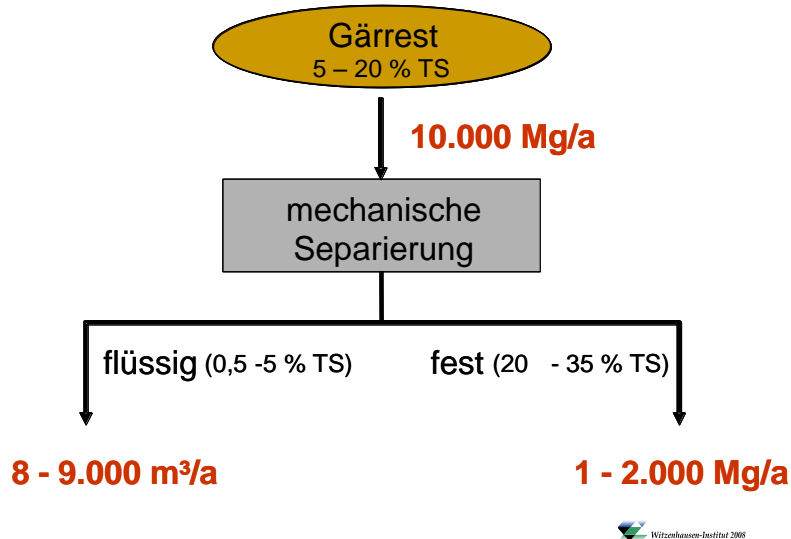 Gärrest
5 – 20 % TS
10.000 Mg/a
mechanische
Separierung
flüssig (0,5 -5 % TS)
fest (20 - 35 % TS)
8 - 9.000 m³/a
1 - 2.000 Mg/a
Witzenhausen-Institut 2008